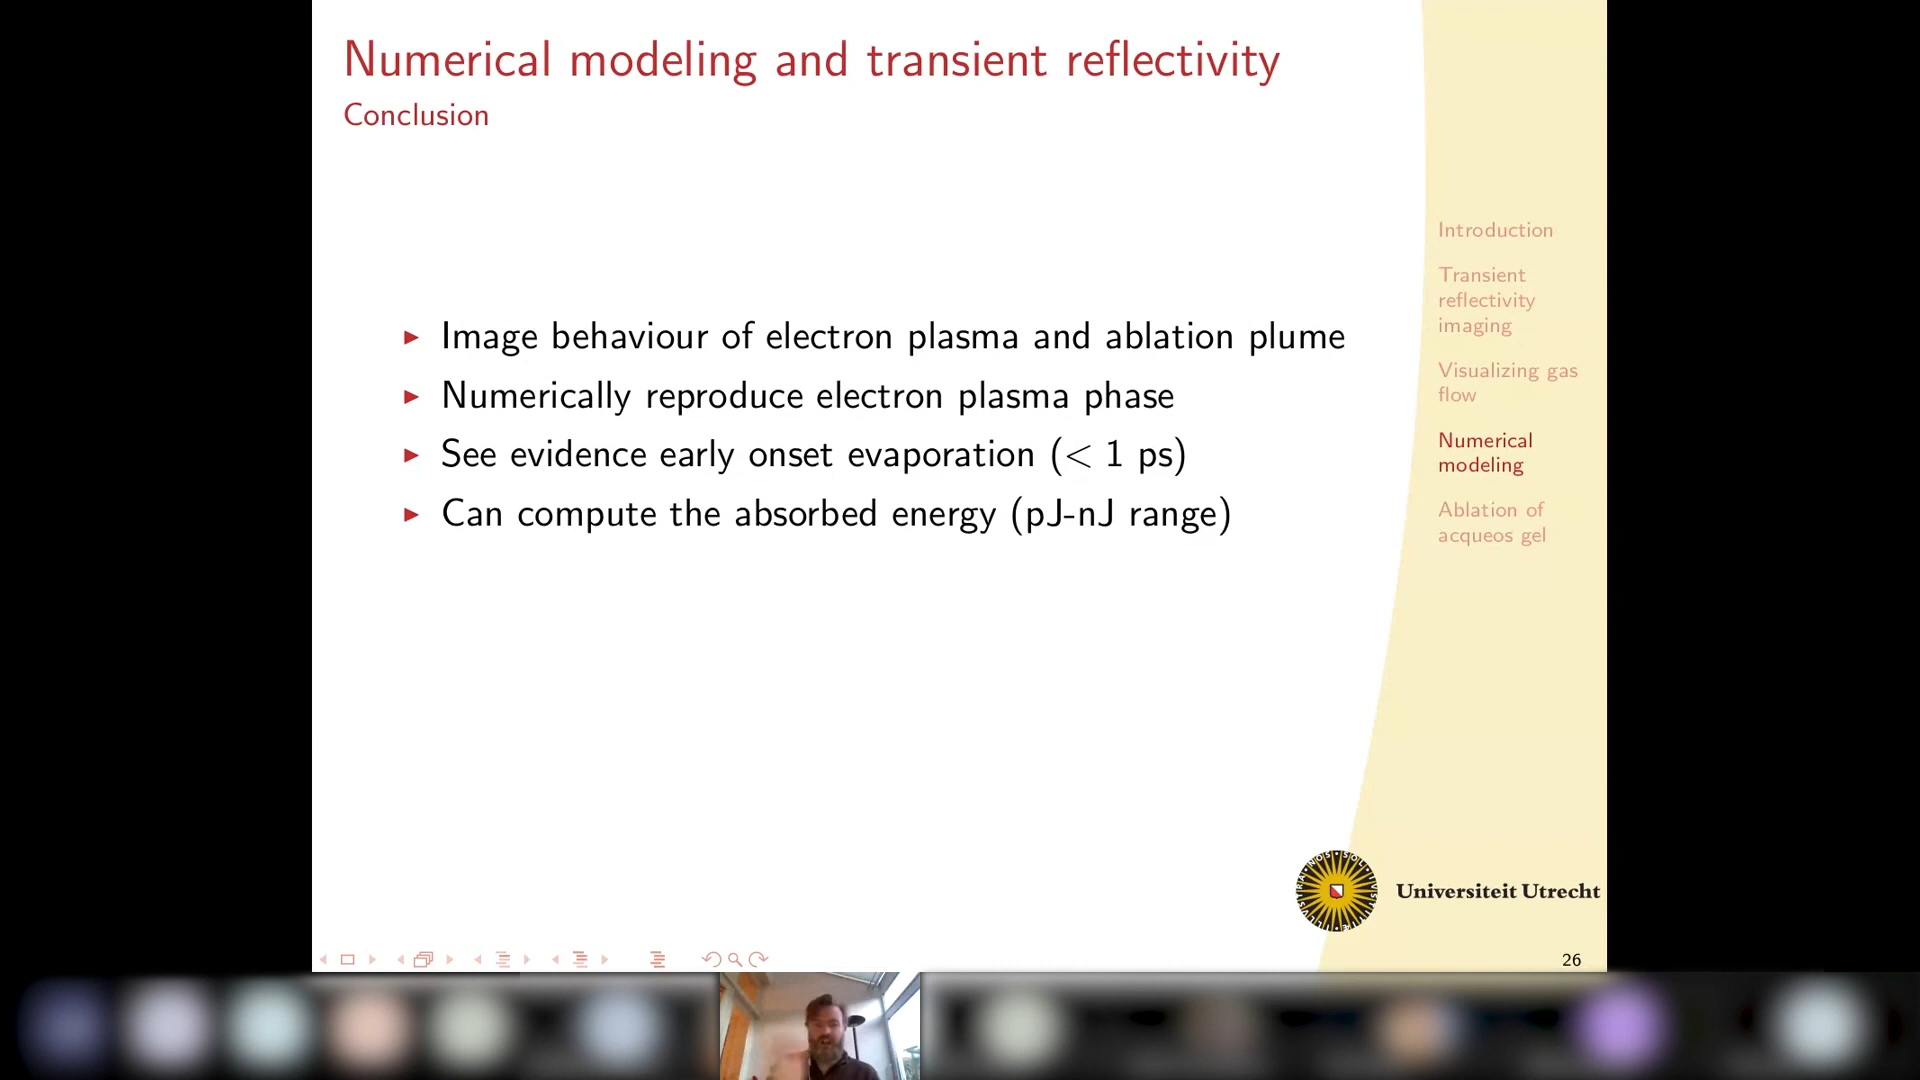 Numerical modeling and transient reflectivity
Conclusion
Image behaviour of electron plasma and ablation plume
Numerically reproduce electron plasma phase
See evidence early onset evaporation (< 1 ps)
Can compute the absorbed energy (pJ-nJ range)
Introduction
Transient
reflectivity
imaging
Visualizing gas
flow
Numerical
modeling
Ablation of
acqueos gel
Universiteit Utrecht
26